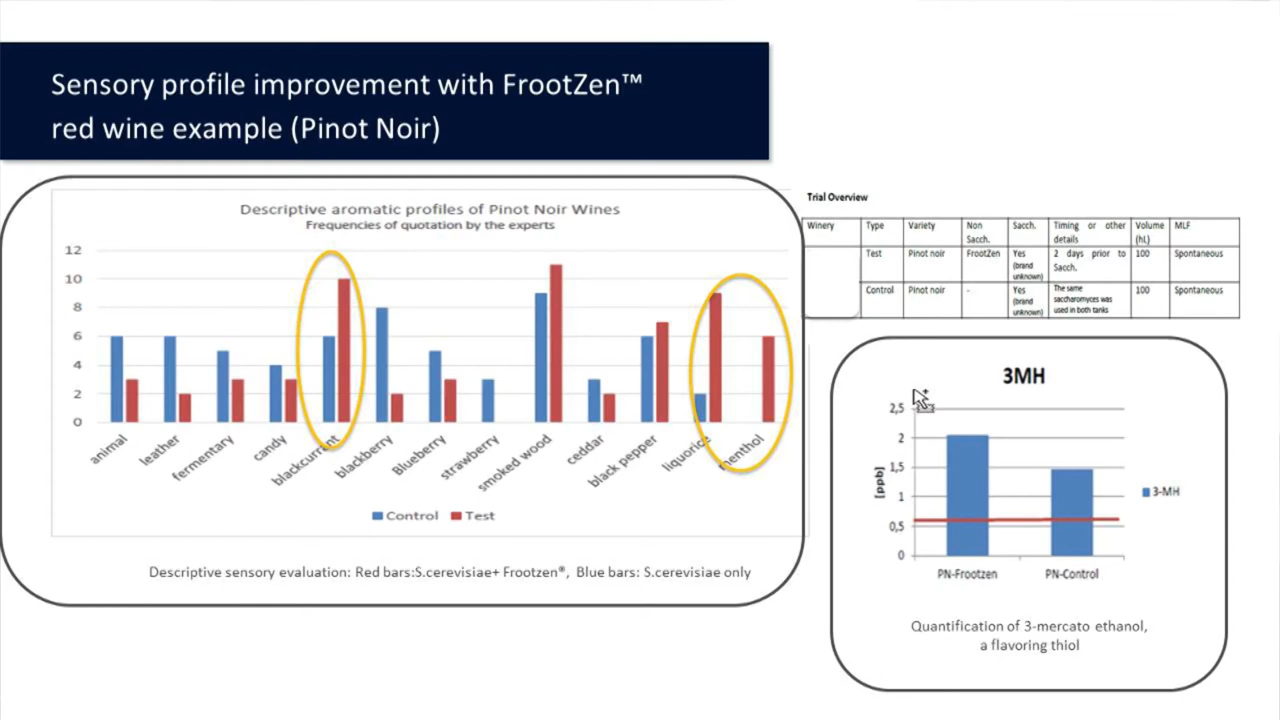 Sensory profile improvement with FrootZen™
red wine example (Pinot Noir)
Descriptive aromatic profiles of Pinot Noir Wines
Frequencies of quotation by the experts
12
10
8
6
4
2
0
animal
leather
fermentary
candy
blackcurrent
blackberry
Blueberry
strawberry
smoked wood
ceddar
black pepper
liquorice
menthol
Control Test
Descriptive sensory evaluation: Red bars:S.cerevisiae+ Frootzen®, Blue bars: S.cerevisiae only
Trial Overview
Winery Type Variety Non Sacch. Sacch. Timing or other details Volume (hL) MLF
Test Pinot noir FrootZen Yes (brand unknown) 2 days prior to Sacch. 100 Spontaneous
Control Pinot noir - Yes (brand unknown) The same saccharomyces was used in both tanks 100 Spontaneous
3MH
2,5
2
1,5
1
0,5
0
[ppb]
PN-Frootzen PN-Control
3-MH
Quantification of 3-mercato ethanol,
a flavoring thiol